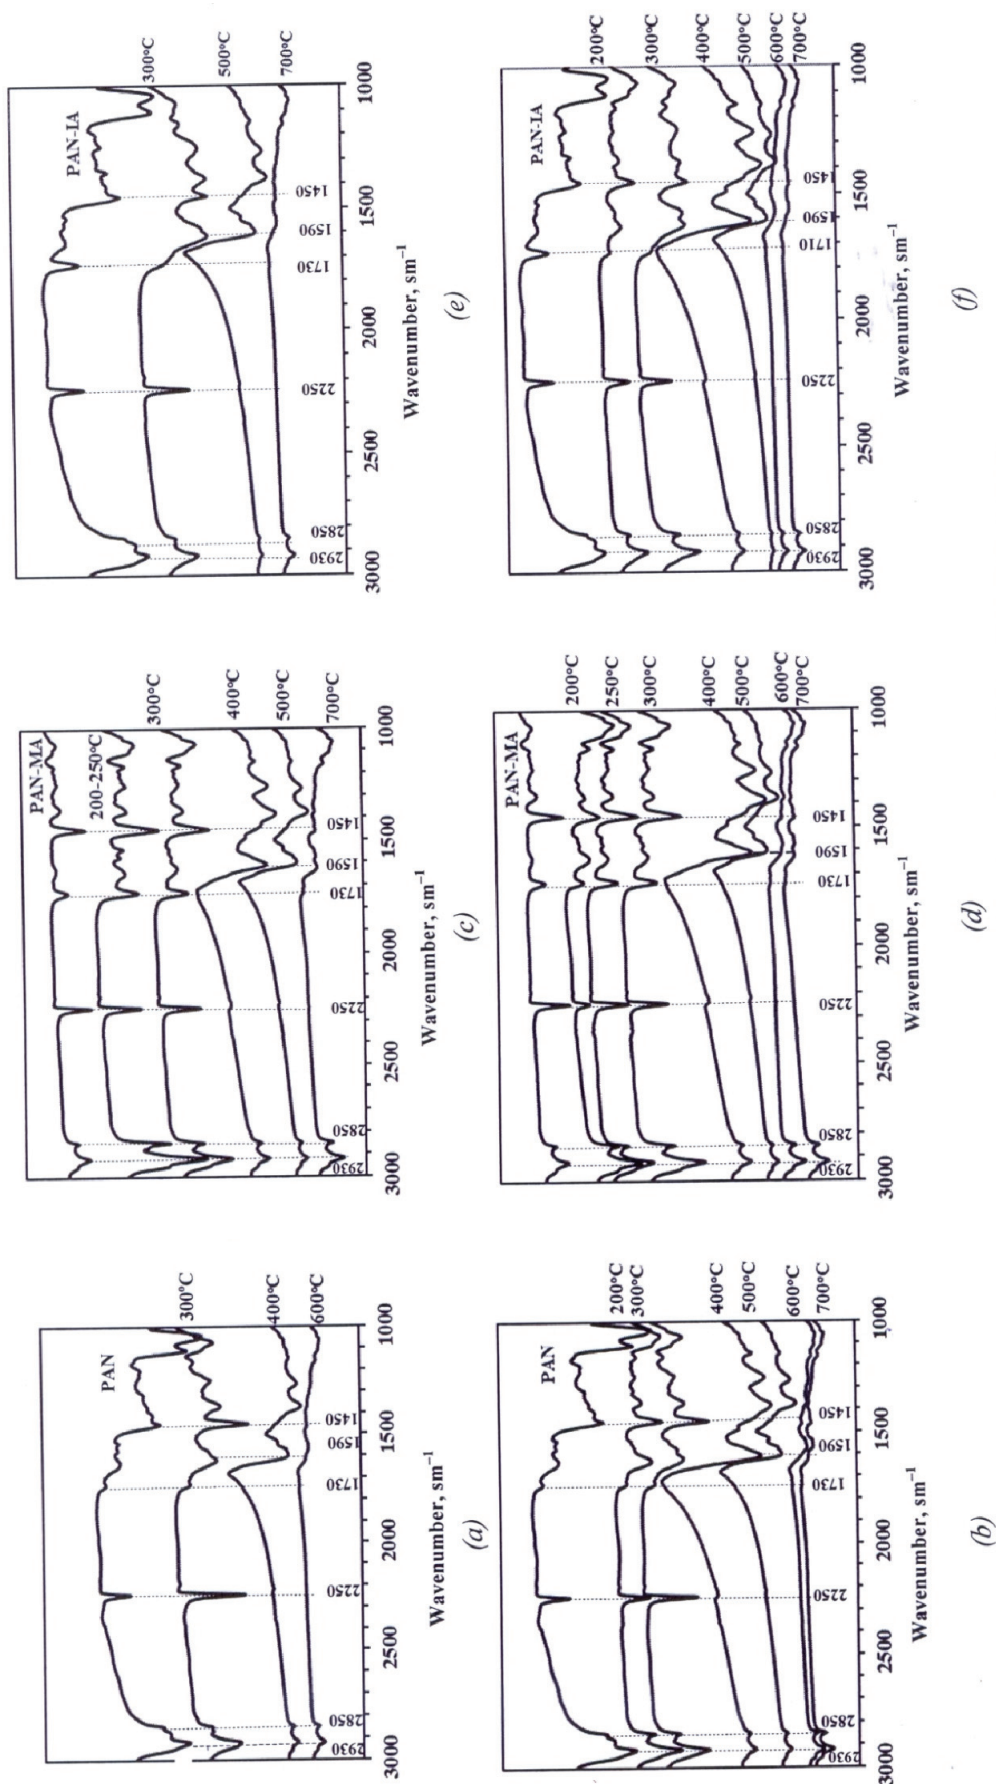 PAN
300°C
400°C
600°C
2930 2850 2250 1730 1590 1450
3000 2500 2000 1500 1000
Wavenumber, sm⁻¹
(a)
PAN-MA
200-250°C
300°C
400°C
500°C
700°C
2930 2850 2250 1730 1590 1450
3000 2500 2000 1500 1000
Wavenumber, sm⁻¹
(c)
PAN-IA
300°C
500°C
700°C
2930 2850 2250 1730 1590 1450
3000 2500 2000 1500 1000
Wavenumber, sm⁻¹
(e)
PAN
200°C
300°C
400°C
500°C
600°C
700°C
2930 2850 2250 1730 1590 1450
3000 2500 2000 1500 1000
Wavenumber, sm⁻¹
(b)
PAN-MA
200°C
250°C
300°C
400°C
500°C
600°C
700°C
2930 2850 2250 1730 1590 1450
3000 2500 2000 1500 1000
Wavenumber, sm⁻¹
(d)
PAN-IA
200°C
300°C
400°C
500°C
600°C
700°C
2930 2850 2250 1710 1590 1450
3000 2500 2000 1500 1000
Wavenumber, sm⁻¹
(f)